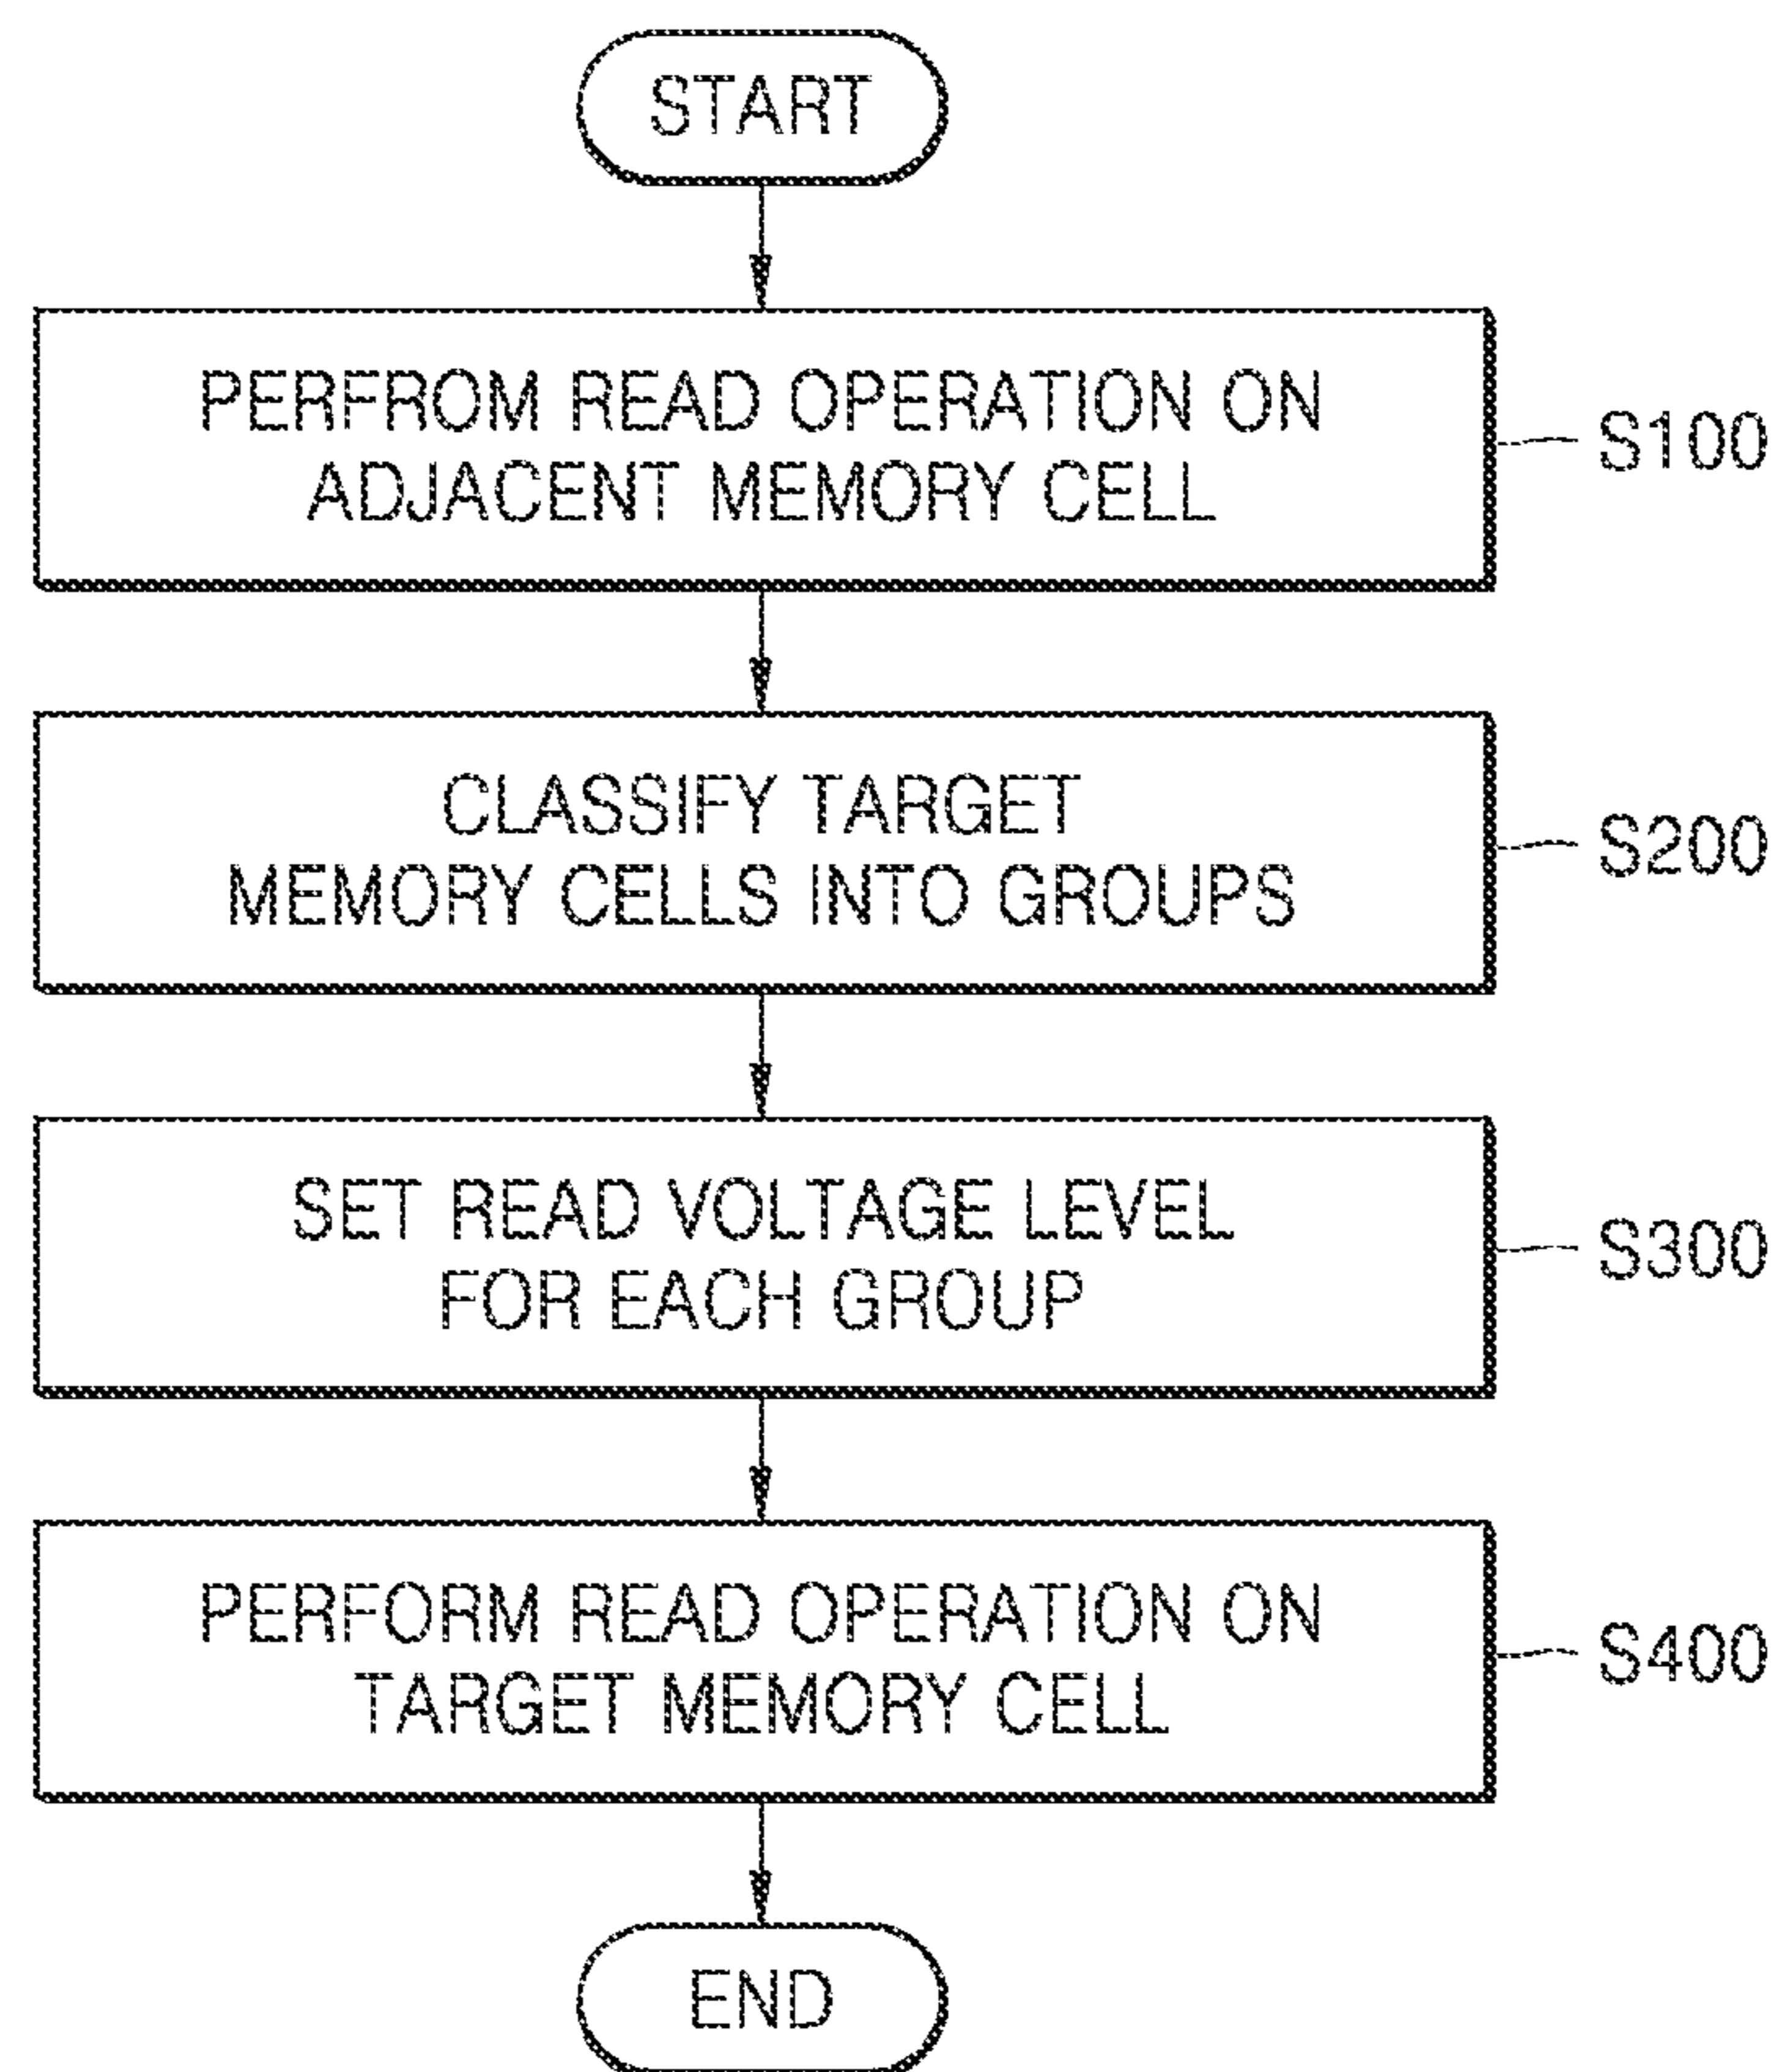 START
PERFROM READ OPERATION ON
ADJACENT MEMORY CELL
S100
CLASSIFY TARGET
MEMORY CELLS INTO GROUPS
S200
SET READ VOLTAGE LEVEL
FOR EACH GROUP
S300
PERFORM READ OPERATION ON
TARGET MEMORY CELL
S400
END